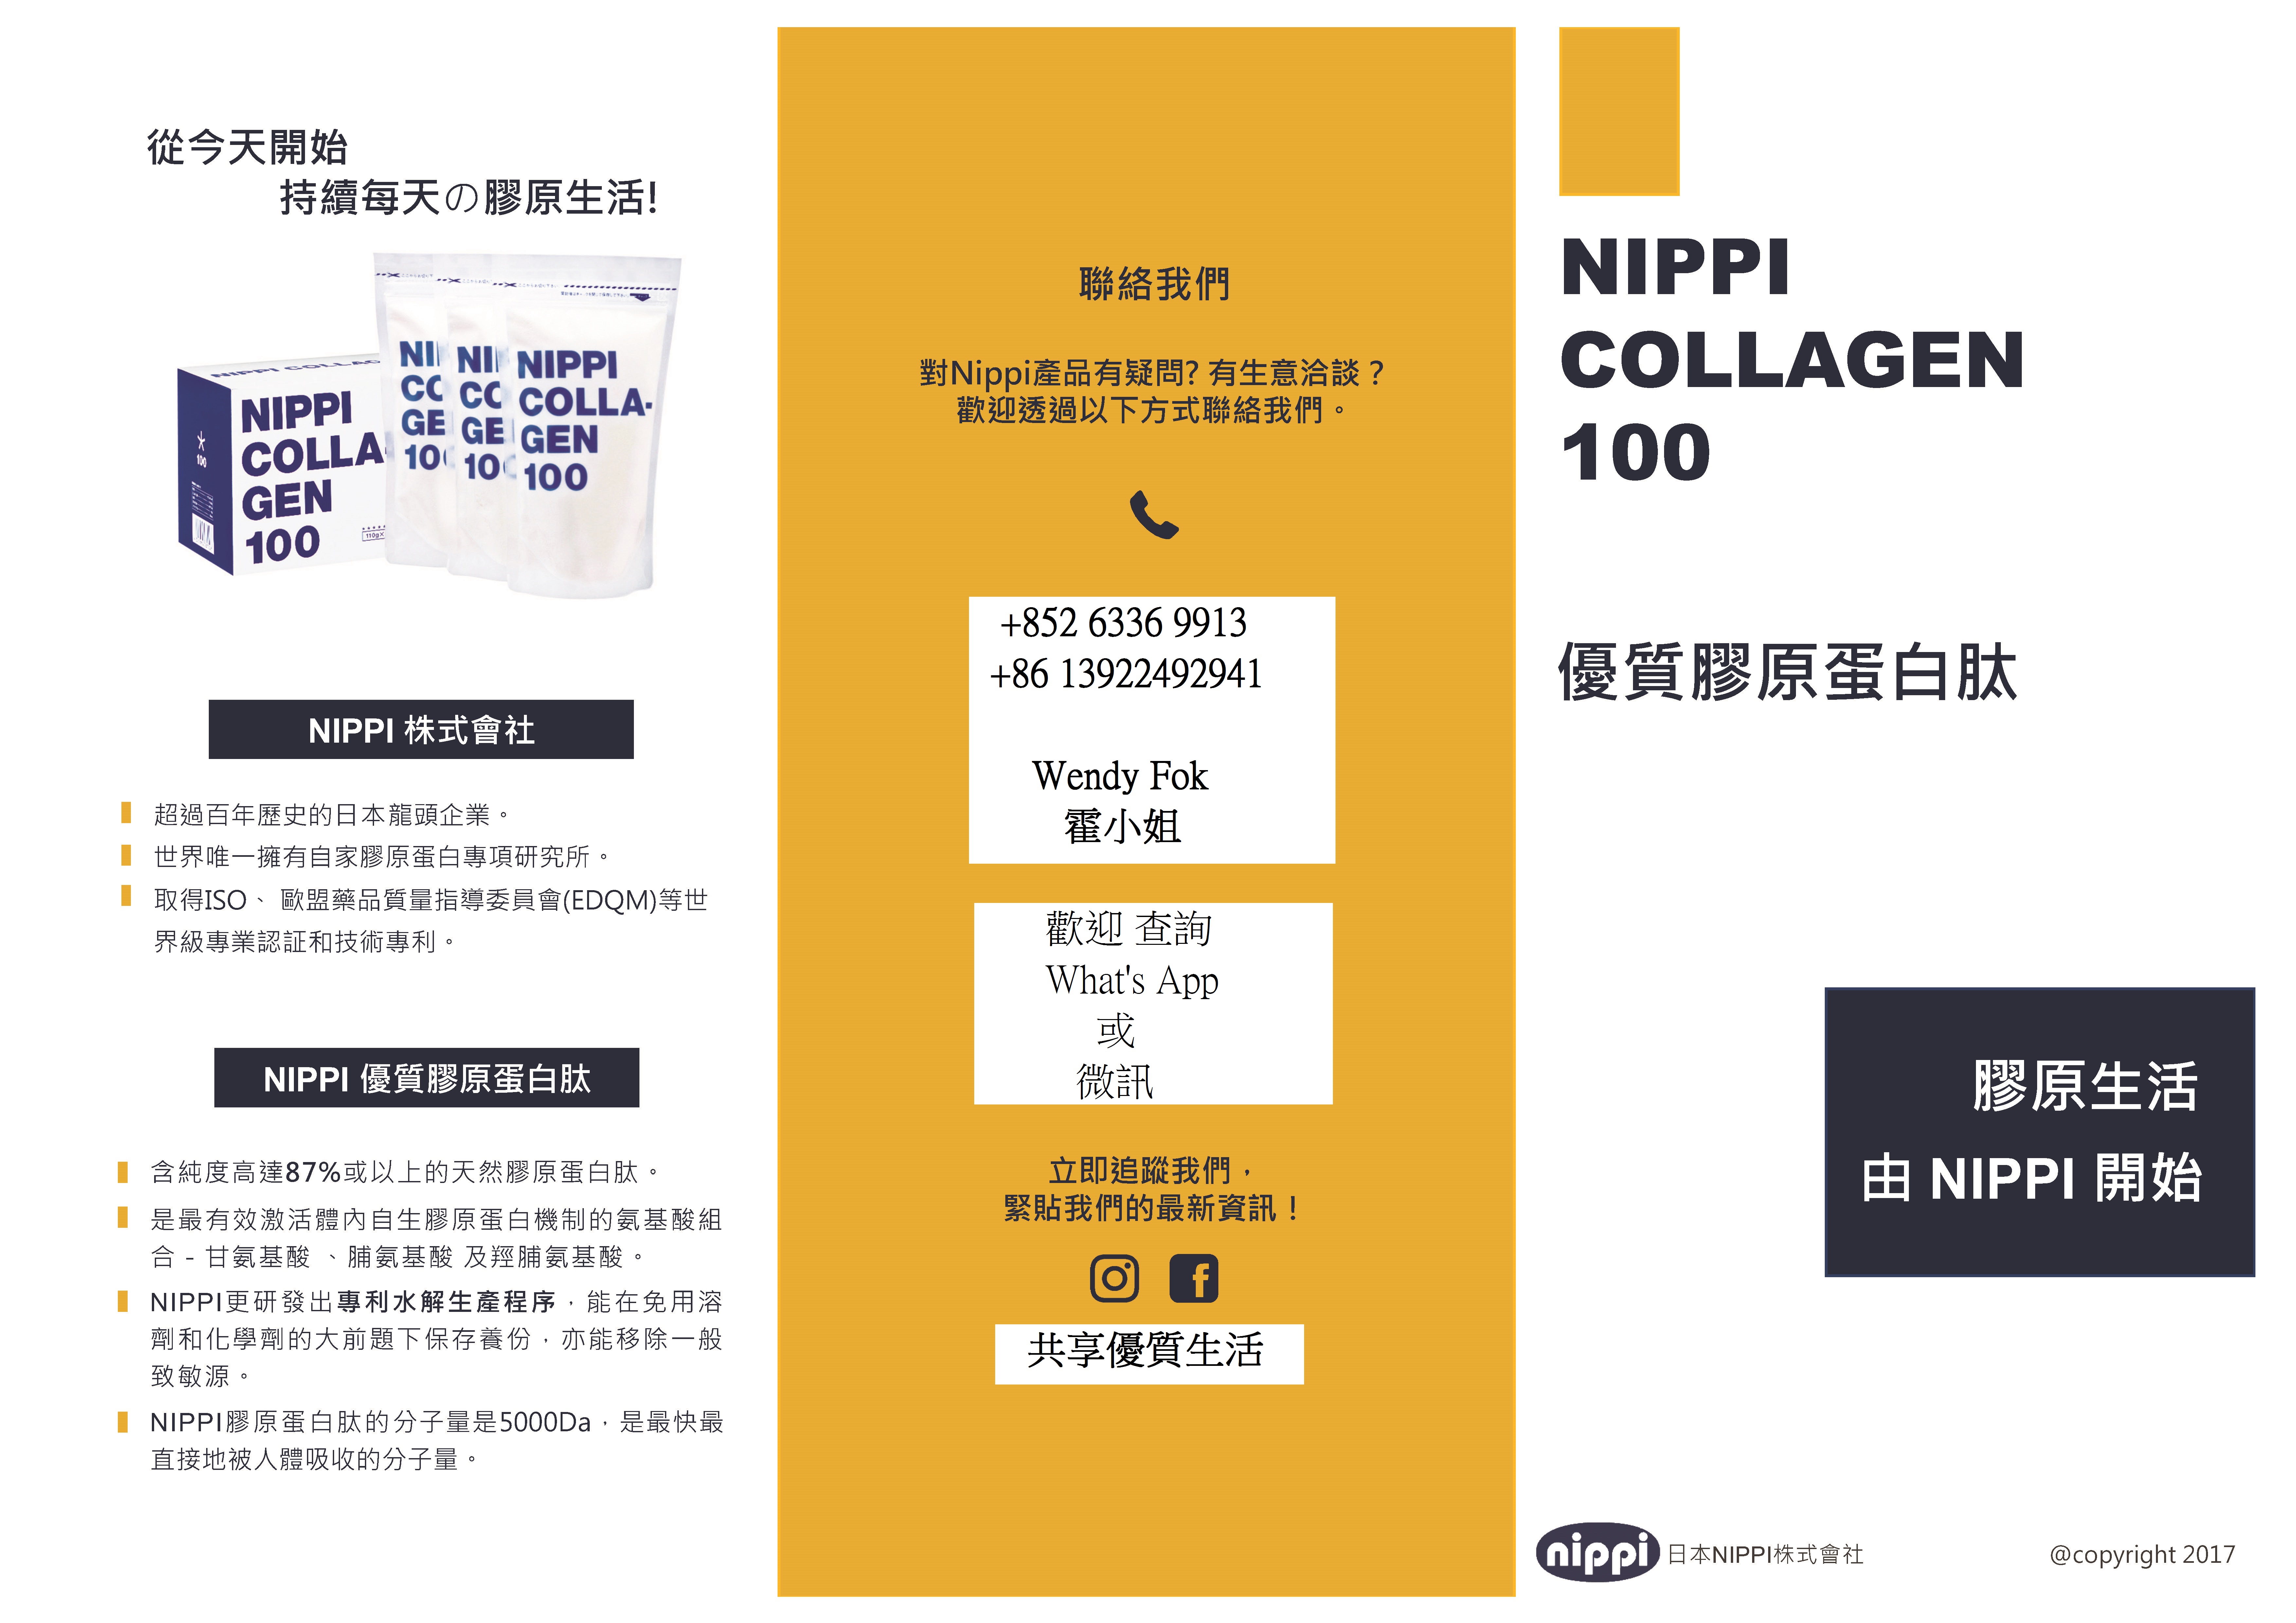 從今天開始
持續每天の膠原生活!
NIPPI COLLAG
NIPPI
COLLA-
GEN
100
100
110g×
NI
CO
GE
10
NI
CO
GE
10
NIPPI
COLLA-
GEN
100
NIPPI 株式會社
超過百年歷史的日本龍頭企業。
世界唯一擁有自家膠原蛋白專項研究所。
取得ISO、 歐盟藥品質量指導委員會(EDQM)等世
界級專業認証和技術專利。
NIPPI 優質膠原蛋白肽
含純度高達87%或以上的天然膠原蛋白肽。
是最有效激活體內自生膠原蛋白機制的氨基酸組
合 - 甘氨基酸 、脯氨基酸 及羥脯氨基酸。
NIPPI更研發出專利水解生產程序，能在免用溶
劑和化學劑的大前題下保存養份，亦能移除一般
致敏源。
NIPPI膠原蛋白肽的分子量是5000Da，是最快最
直接地被人體吸收的分子量。
聯絡我們
對Nippi產品有疑問? 有生意洽談？
歡迎透過以下方式聯絡我們。
+852 6336 9913
+86 13922492941
Wendy Fok
霍小姐
歡迎 查詢
What's App
或
微訊
立即追蹤我們，
緊貼我們的最新資訊！
共享優質生活
NIPPI
COLLAGEN
100
優質膠原蛋白肽
膠原生活
由 NIPPI 開始
nippi 日本NIPPI株式會社
@copyright 2017